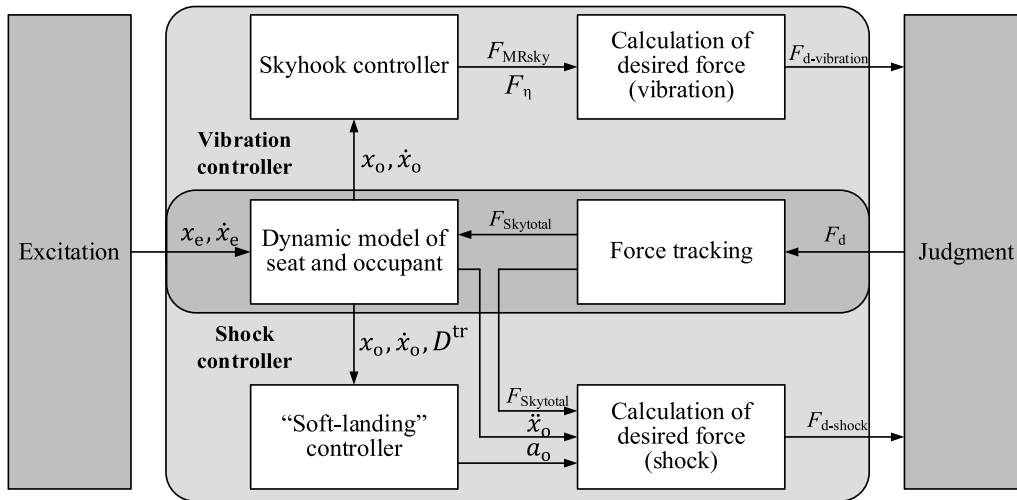 Excitation
Skyhook controller
F_MRsky
F_η
Calculation of
desired force
(vibration)
F_d-vibration
Vibration
controller
x_o, ẋ_o
x_e, ẋ_e
Dynamic model of
seat and occupant
F_Skytotal
Force tracking
F_d
Judgment
Shock
controller
x_o, ẋ_o, D^tr
“Soft-landing”
controller
F_Skytotal
ẍ_o
a_o
Calculation of
desired force
(shock)
F_d-shock